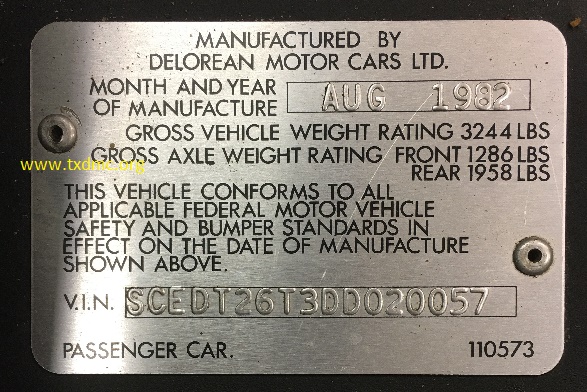 MANUFACTURED BY
DELOREAN MOTOR CARS LTD.
MONTH AND YEAR
OF MANUFACTURE AUG 1982
GROSS VEHICLE WEIGHT RATING 3244 LBS
www.txdmc.org
GROSS AXLE WEIGHT RATING FRONT 1286 LBS
REAR 1958 LBS
THIS VEHICLE CONFORMS TO ALL
APPLICABLE FEDERAL MOTOR VEHICLE
SAFETY AND BUMPER STANDARDS IN
EFFECT ON THE DATE OF MANUFACTURE
SHOWN ABOVE.
V.I.N. SCEDT26T3DD020057
PASSENGER CAR. 110573